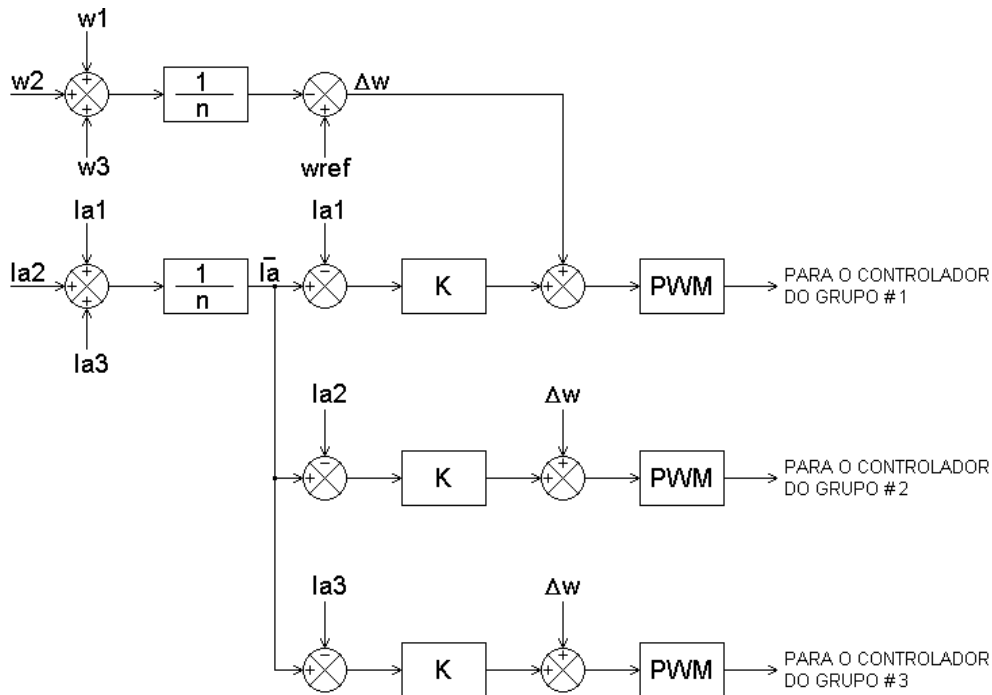 w1
w2
1
n
Δw
w3
wref
Ia1
Ia1
Ia2
1
n
Ia
K
PWM
PARA O CONTROLADOR
DO GRUPO #1
Ia3
Ia2
Δw
K
PWM
PARA O CONTROLADOR
DO GRUPO #2
Ia3
Δw
K
PWM
PARA O CONTROLADOR
DO GRUPO #3